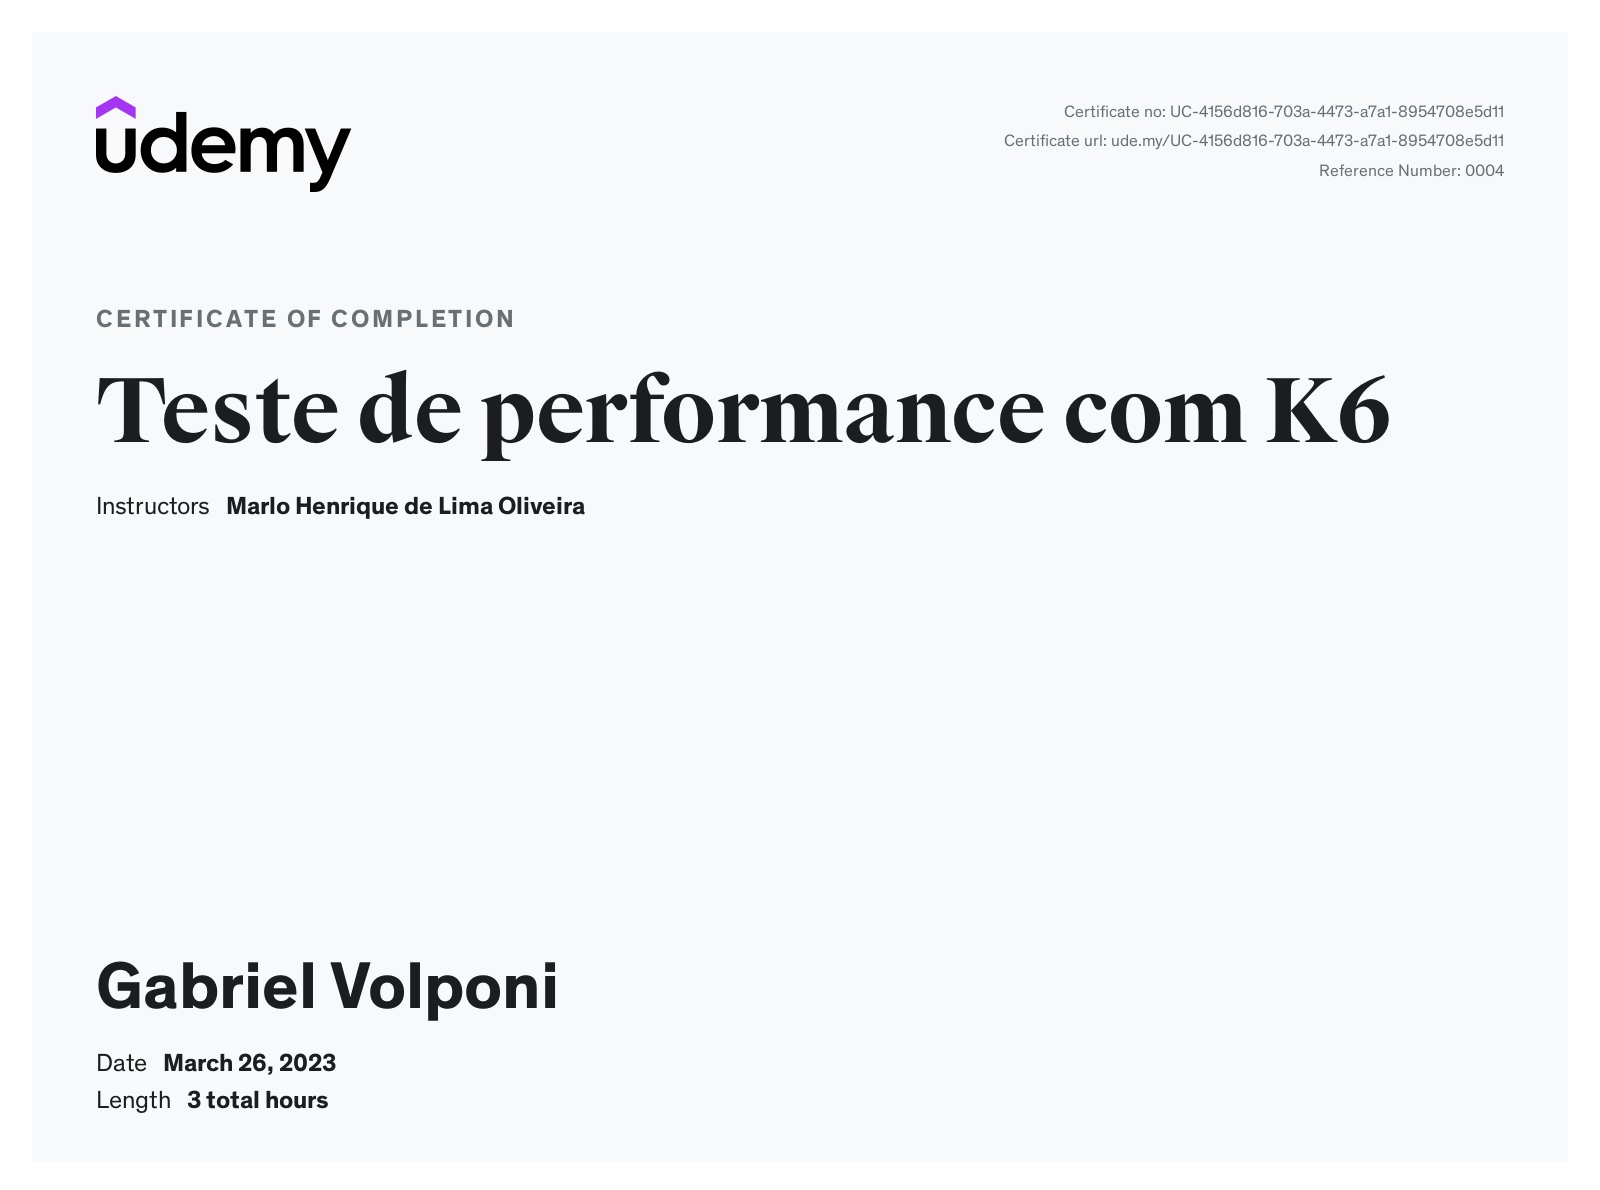 udemy
Certificate no: UC-4156d816-703a-4473-a7a1-8954708e5d11
Certificate url: ude.my/UC-4156d816-703a-4473-a7a1-8954708e5d11
Reference Number: 0004
CERTIFICATE OF COMPLETION
Teste de performance com K6
Instructors Marlo Henrique de Lima Oliveira
Gabriel Volponi
Date March 26, 2023
Length 3 total hours